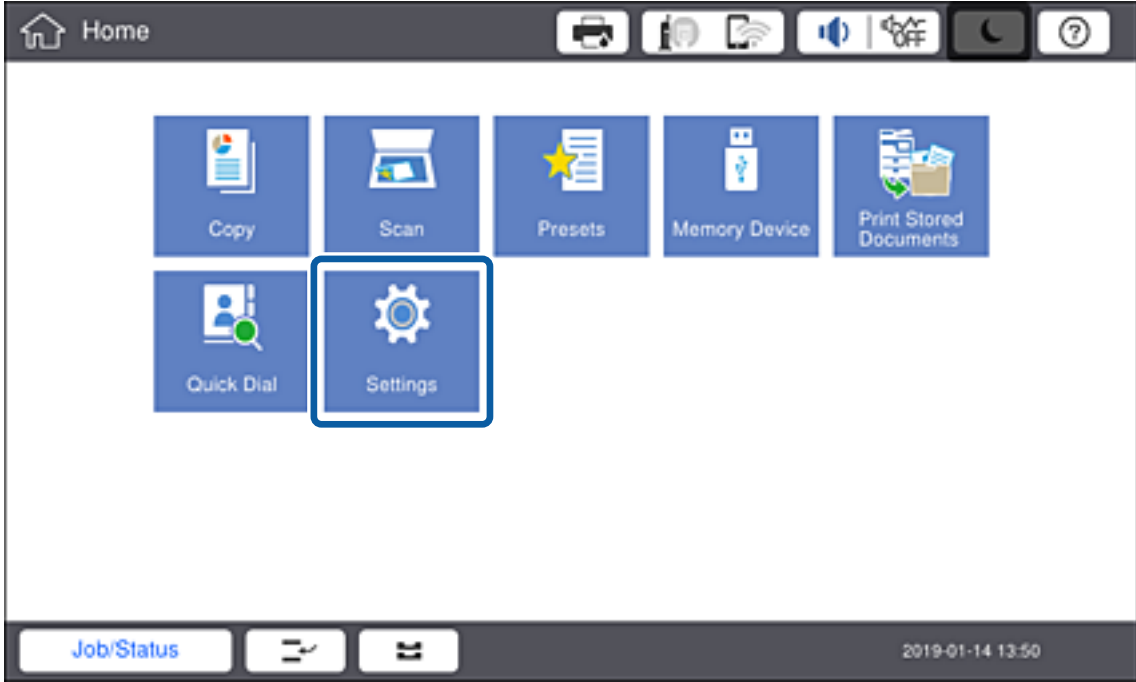 Home
OFF
Copy
Scan
Presets
Memory Device
Print Stored
Documents
Quick Dial
Settings
Job/Status
2019-01-14 13:50